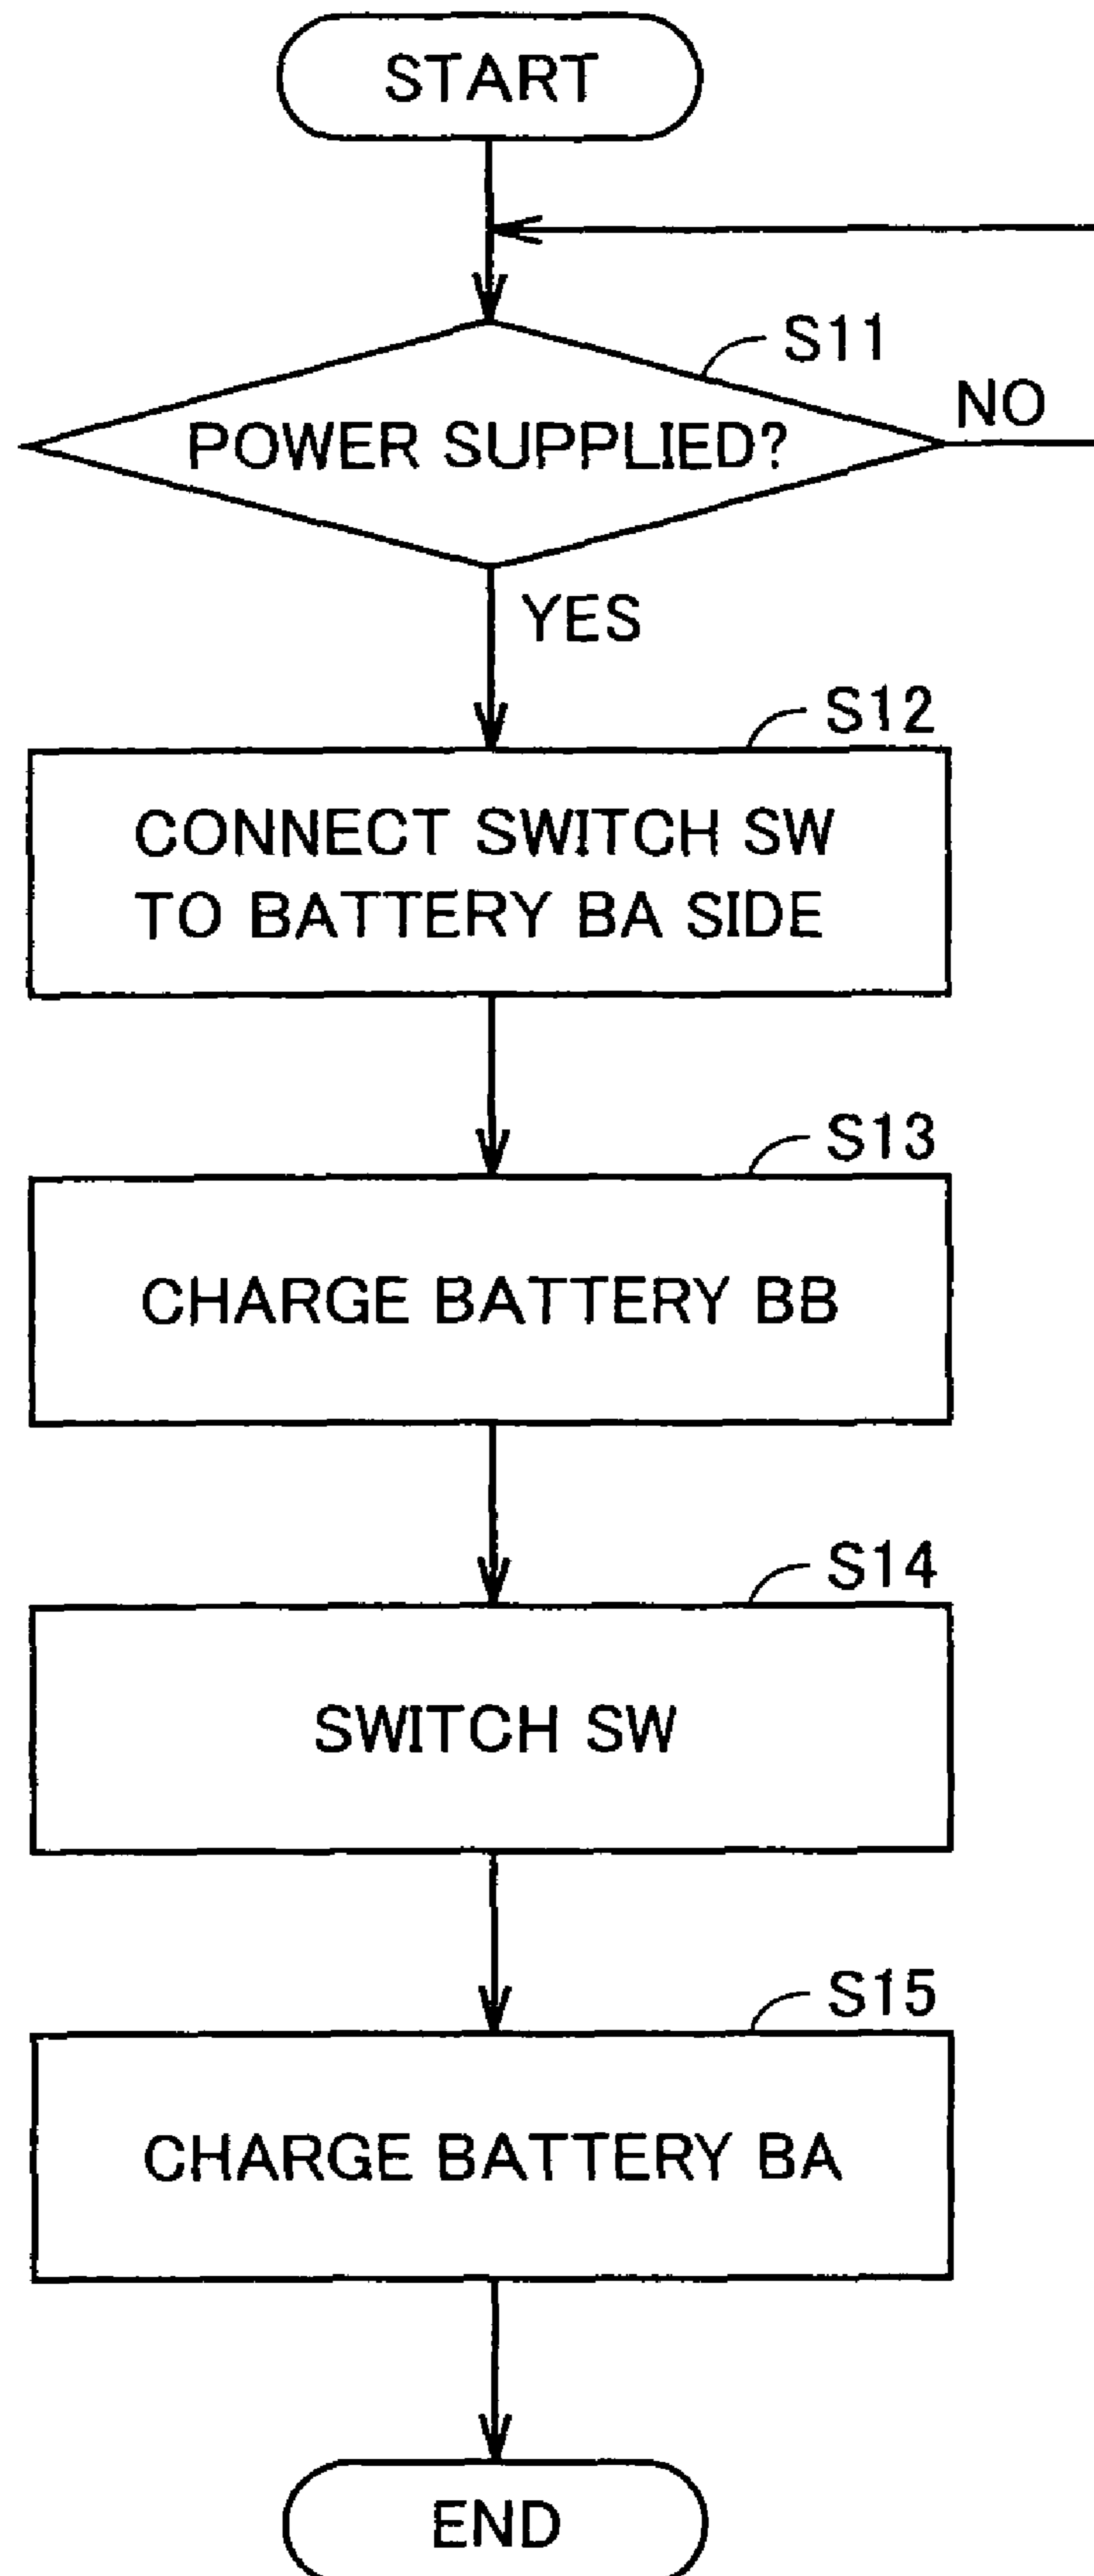 START
S11
POWER SUPPLIED?
NO
YES
S12
CONNECT SWITCH SW
TO BATTERY BA SIDE
S13
CHARGE BATTERY BB
S14
SWITCH SW
S15
CHARGE BATTERY BA
END